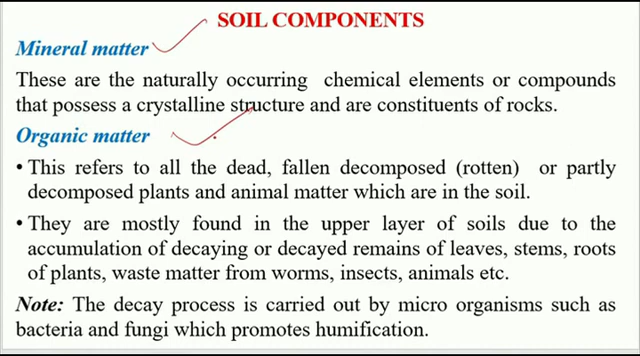 SOIL COMPONENTS
Mineral matter
These are the naturally occurring chemical elements or compounds
that possess a crystalline structure and are constituents of rocks.
Organic matter
• This refers to all the dead, fallen decomposed (rotten) or partly
decomposed plants and animal matter which are in the soil.
• They are mostly found in the upper layer of soils due to the
accumulation of decaying or decayed remains of leaves, stems, roots
of plants, waste matter from worms, insects, animals etc.
Note: The decay process is carried out by micro organisms such as
bacteria and fungi which promotes humification.